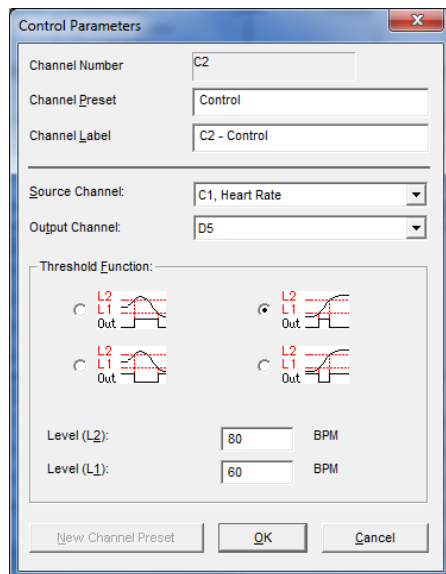 Control Parameters
Channel Number C2
Channel Preset Control
Channel Label C2 - Control
Source Channel: C1, Heart Rate
Output Channel: D5
Threshold Function:
L2 L2
L1 L1
Out Out
L2 L2
L1 L1
Out Out
Level (L2): 80 BPM
Level (L1): 60 BPM
New Channel Preset OK Cancel